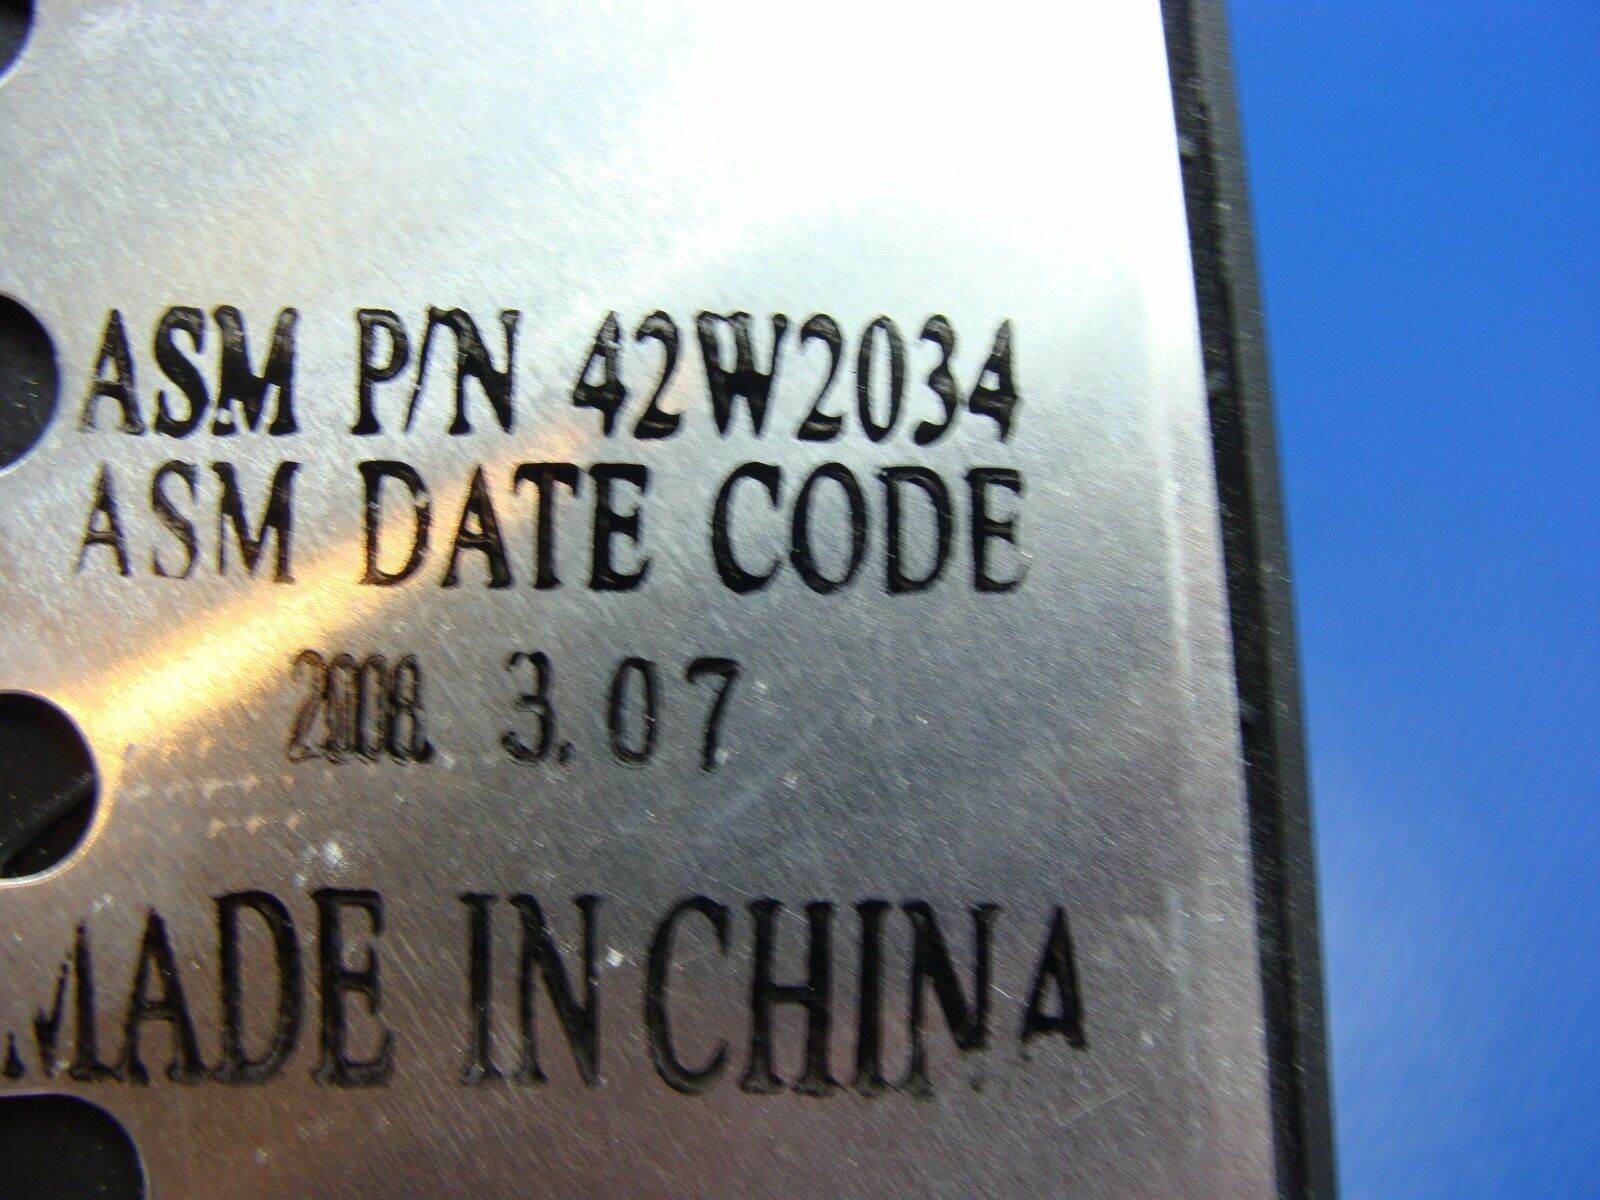 ASM P/N 42W2034
ASM DATE CODE
2008. 3.07
MADE IN CHINA